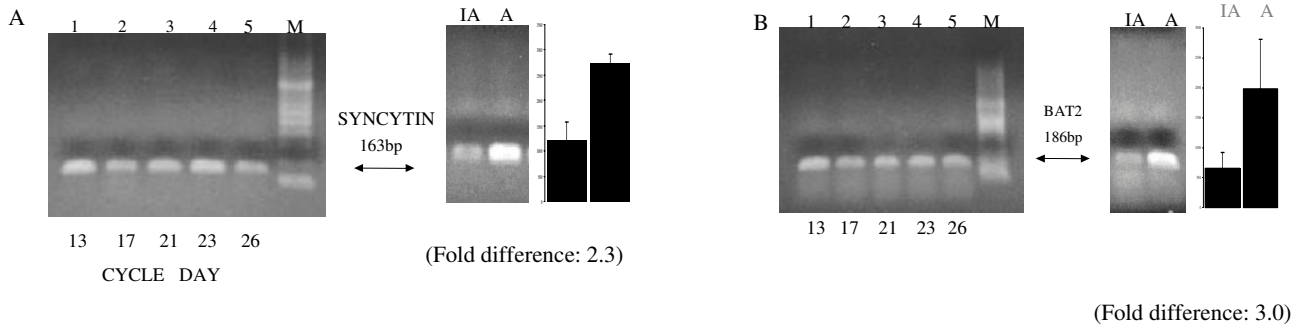 A
1 2 3 4 5 M
SYNCYTIN
163bp
13 17 21 23 26
CYCLE DAY
IA A
(Fold difference: 2.3)
B
1 2 3 4 5 M
BAT2
186bp
13 17 21 23 26
IA A
IA A
(Fold difference: 3.0)